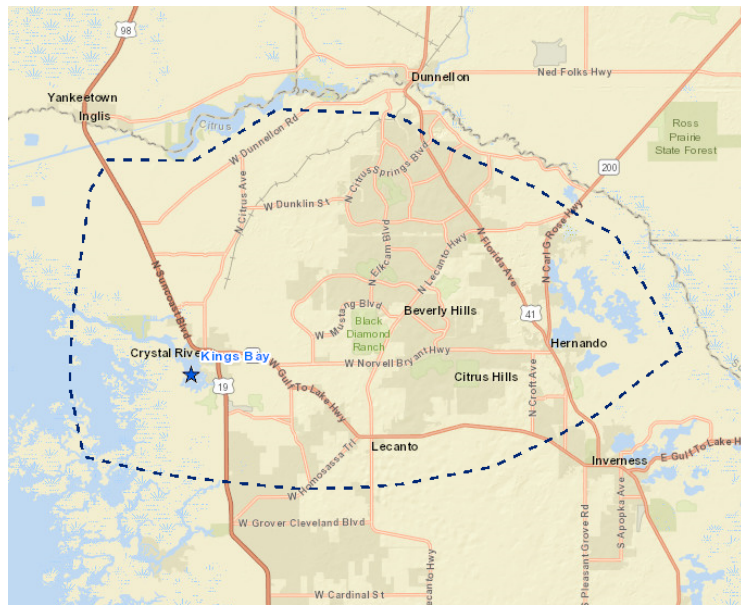 98
Dunnellon
Ned Folks Hwy
Yankeetown
Inglis
Citrus
W Dunnellon Rd
Ross
Prairie
State Forest
200
N Citrus Springs Blvd
N Citrus Ave
W Dunklin St
N Elkcam Blvd
N Lecanto Hwy
N Florida Ave
N Carl G Rose Hwy
N Suncoast Blvd
W Mustang Blvd
Beverly Hills
41
Black
Diamond
Ranch
Hernando
Crystal Rive
Kings Bay
W Norvell Bryant Hwy
19
W Gulf To Lake Hwy
Citrus Hills
N Croft Ave
Lecanto
Inverness
E Gulf To Lake H
W Homosassa Trl
S Apopka Ave
W Grover Cleveland Blvd
S Pleasant Grove Rd
Lecanto Hwy
W Cardinal St